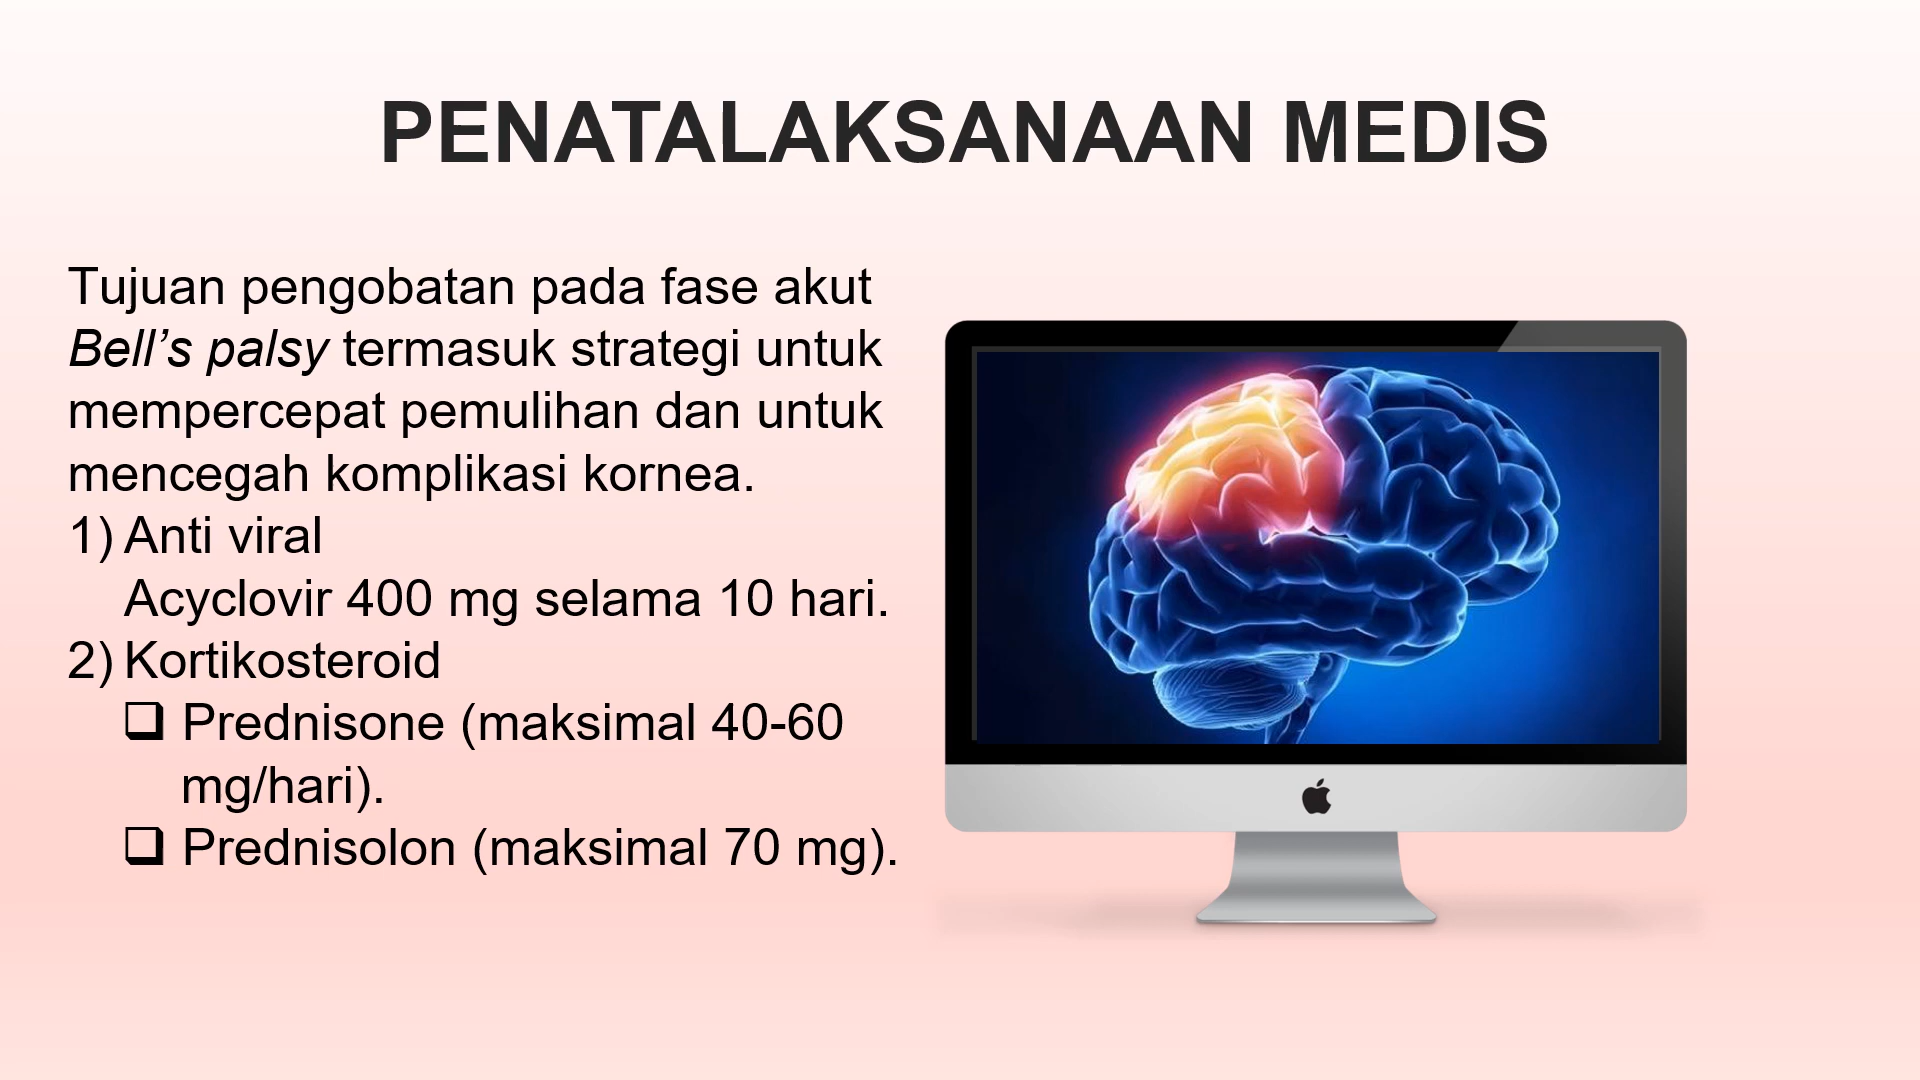 PENATALAKSANAAN MEDIS
Tujuan pengobatan pada fase akut
Bell’s palsy termasuk strategi untuk
mempercepat pemulihan dan untuk
mencegah komplikasi kornea.
1) Anti viral
Acyclovir 400 mg selama 10 hari.
2) Kortikosteroid
❑ Prednisone (maksimal 40-60
mg/hari).
❑ Prednisolon (maksimal 70 mg).